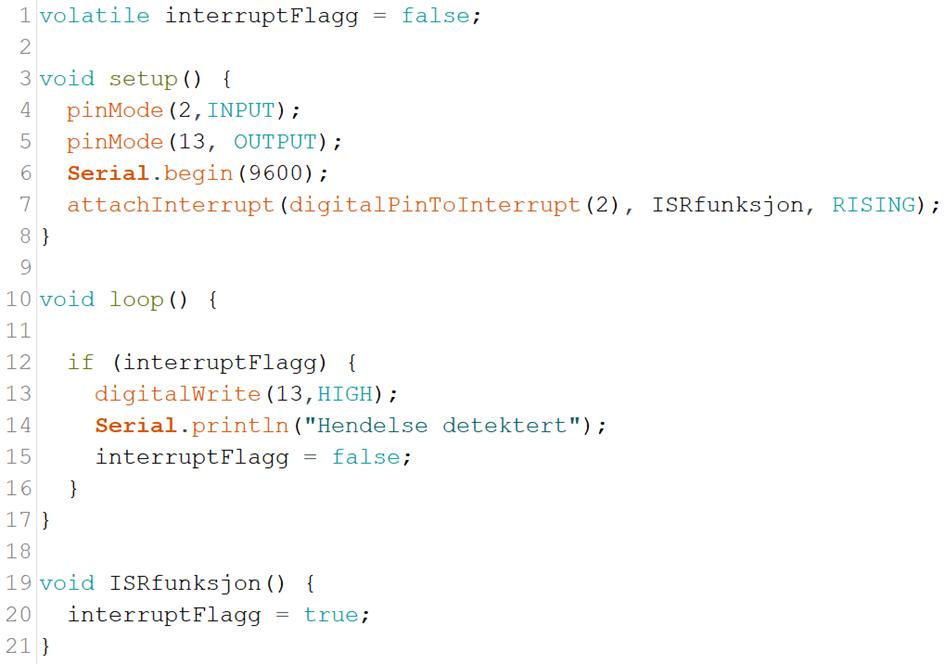 1 volatile interruptFlagg = false;
2
3 void setup() {
4   pinMode(2,INPUT);
5   pinMode(13, OUTPUT);
6   Serial.begin(9600);
7   attachInterrupt(digitalPinToInterrupt(2), ISRfunksjon, RISING);
8 }
9
10 void loop() {
11
12   if (interruptFlagg) {
13     digitalWrite(13,HIGH);
14     Serial.println("Hendelse detektert");
15     interruptFlagg = false;
16   }
17 }
18
19 void ISRfunksjon() {
20   interruptFlagg = true;
21 }